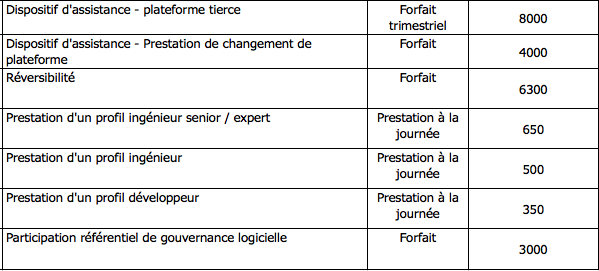 Dispositif d'assistance - plateforme tierce
Forfait
trimestriel
8000
Dispositif d'assistance - Prestation de changement de
plateforme
Forfait
4000
Réversibilité
Forfait
6300
Prestation d'un profil ingénieur senior / expert
Prestation à la
journée
650
Prestation d'un profil ingénieur
Prestation à la
journée
500
Prestation d'un profil développeur
Prestation à la
journée
350
Participation référentiel de gouvernance logicielle
Forfait
3000